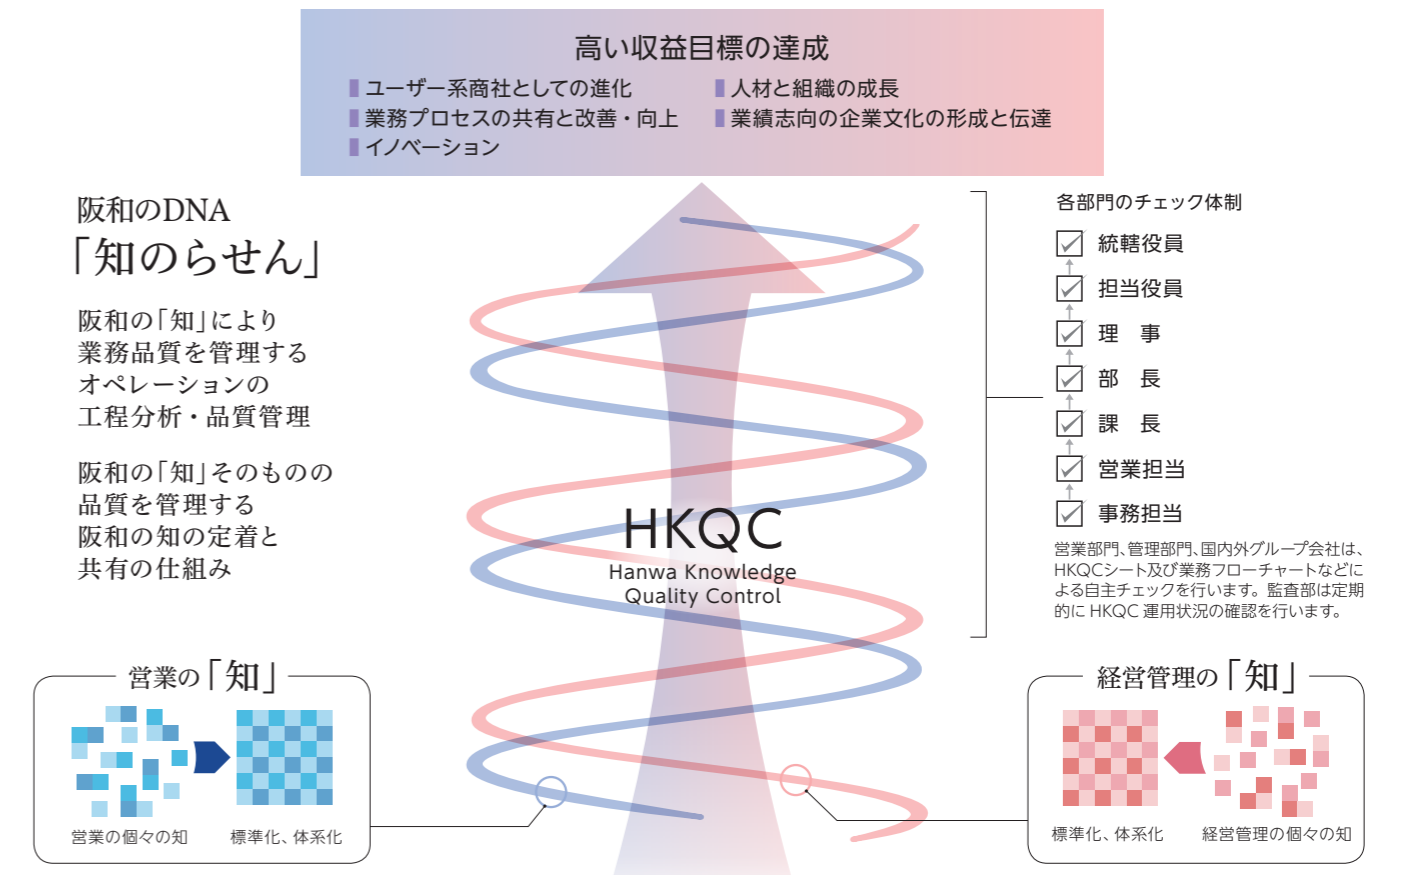 高い収益目標の達成
ユーザー系商社としての進化
業務プロセスの共有と改善・向上
イノベーション
人材と組織の成長
業績志向の企業文化の形成と伝達
阪和のDNA
「知のらせん」
阪和の「知」により
業務品質を管理する
オペレーションの
工程分析・品質管理
阪和の「知」そのものの
品質を管理する
阪和の知の定着と
共有の仕組み
HKQC
Hanwa Knowledge
Quality Control
各部門のチェック体制
統轄役員
担当役員
理　事
部　長
課　長
営業担当
事務担当
営業部門、管理部門、国内外グループ会社は、
HKQCシート及び業務フローチャートなどに
よる自主チェックを行います。監査部は定期
的に HKQC 運用状況の確認を行います。
営業の「知」
営業の個々の知
標準化、体系化
経営管理の「知」
標準化、体系化
経営管理の個々の知